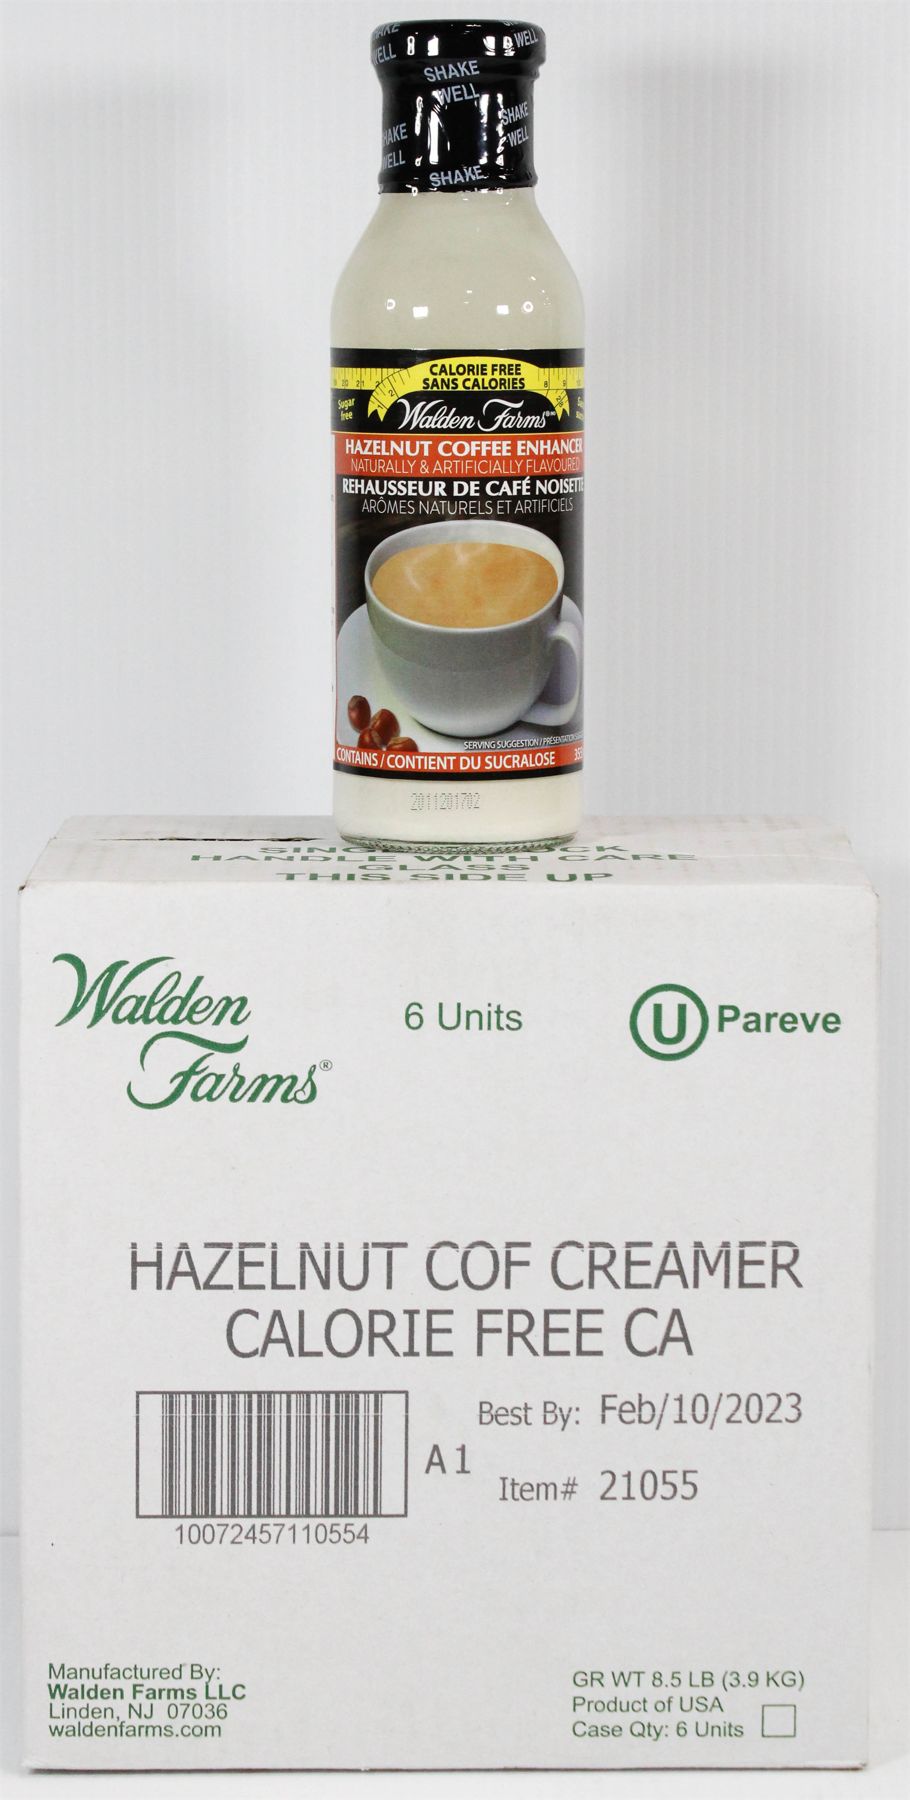 SHAKE
WELL
SHAKE
WELL
SHAKE
WELL
SHAKE
CALORIE FREE
SANS CALORIES
Sugar
free
Walden Farms
HAZELNUT COFFEE ENHANCER
NATURALLY & ARTIFICIALLY FLAVOURED
REHAUSSEUR DE CAFÉ NOISETTE
ARÔMES NATURELS ET ARTIFICIELS
SERVING SUGGESTION / PRÉSENTATION
CONTAINS / CONTIENT DU SUCRALOSE
HANDLE WITH CARE
GLASS
THIS SIDE UP
Walden
Farms®
6 Units
U Pareve
HAZELNUT COF CREAMER
CALORIE FREE CA
Best By: Feb/10/2023
A1
Item# 21055
10072457110554
Manufactured By:
Walden Farms LLC
Linden, NJ 07036
waldenfarms.com
GR WT 8.5 LB (3.9 KG)
Product of USA
Case Qty: 6 Units